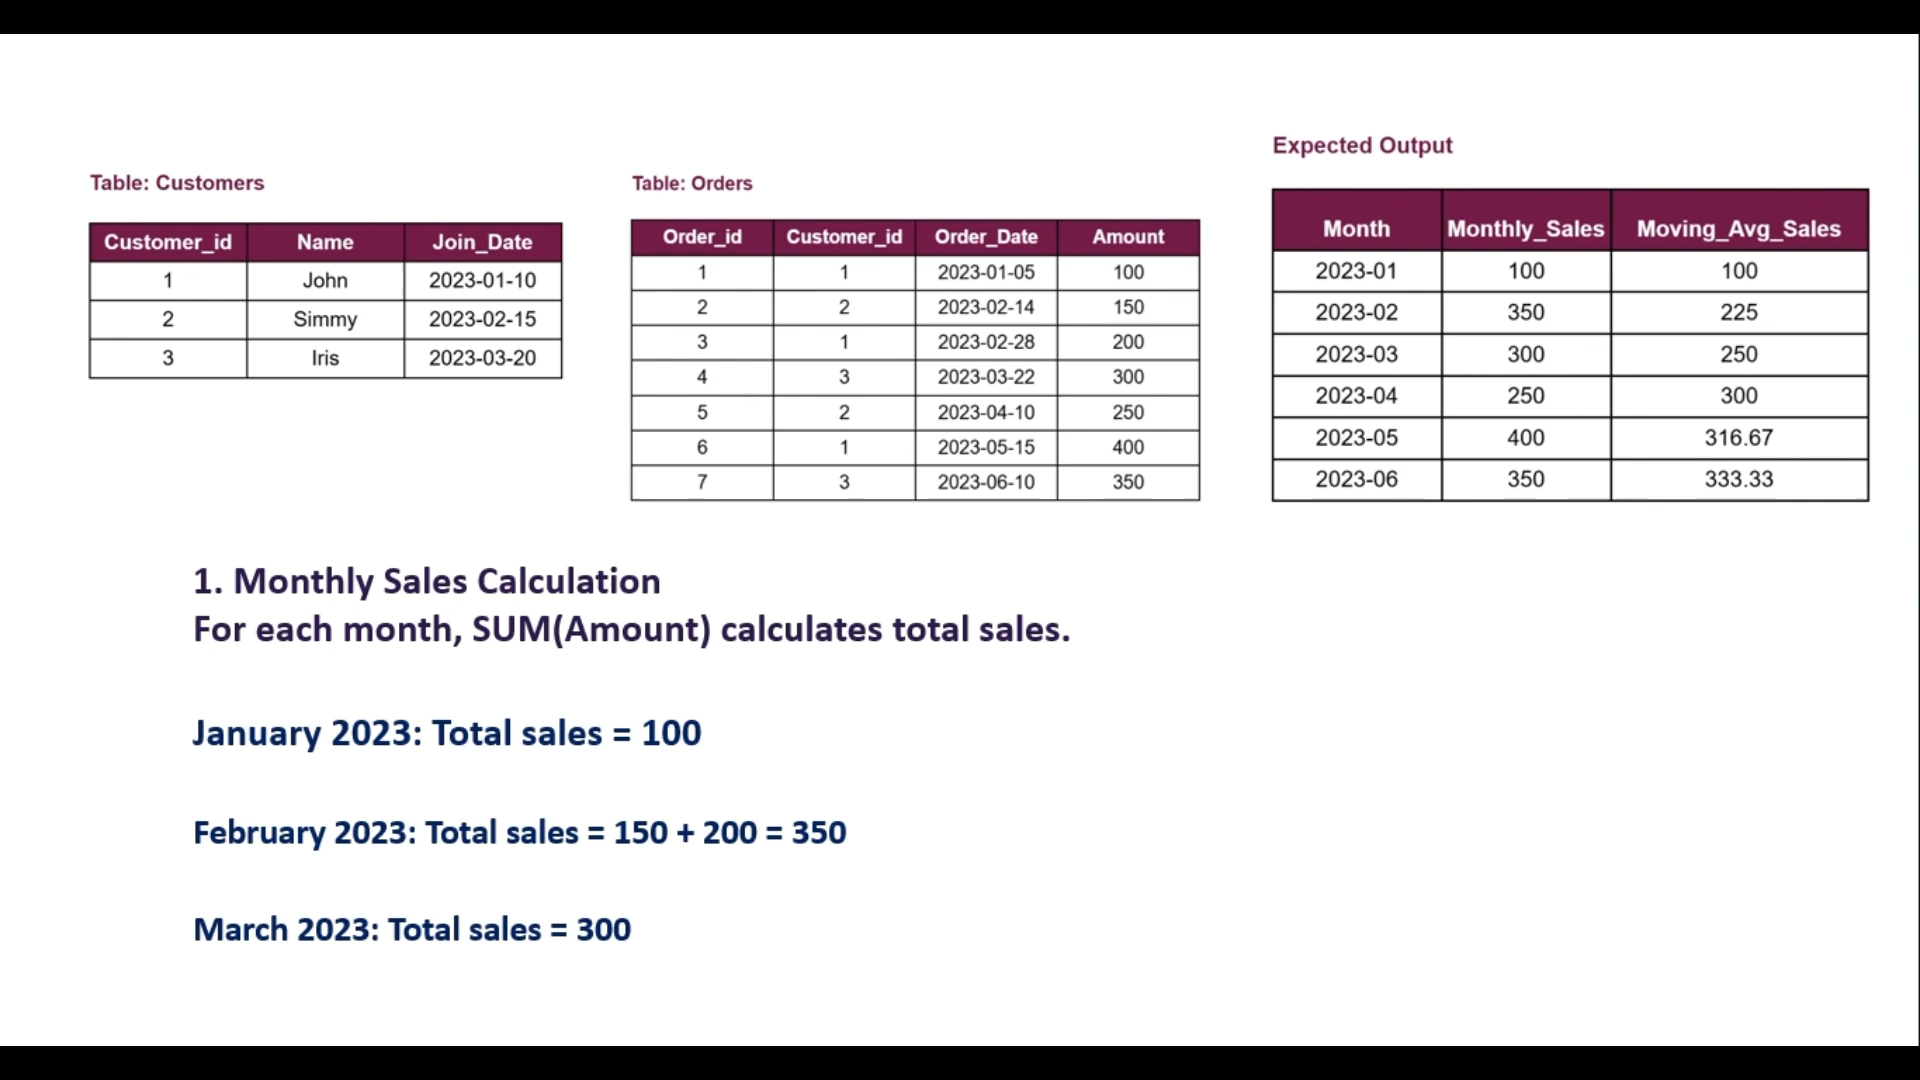 Table: Customers
Customer_id Name Join_Date
1 John 2023-01-10
2 Simmy 2023-02-15
3 Iris 2023-03-20
Table: Orders
Order_id Customer_id Order_Date Amount
1 1 2023-01-05 100
2 2 2023-02-14 150
3 1 2023-02-28 200
4 3 2023-03-22 300
5 2 2023-04-10 250
6 1 2023-05-15 400
7 3 2023-06-10 350
Expected Output
Month Monthly_Sales Moving_Avg_Sales
2023-01 100 100
2023-02 350 225
2023-03 300 250
2023-04 250 300
2023-05 400 316.67
2023-06 350 333.33
1. Monthly Sales Calculation
For each month, SUM(Amount) calculates total sales.
January 2023: Total sales = 100
February 2023: Total sales = 150 + 200 = 350
March 2023: Total sales = 300